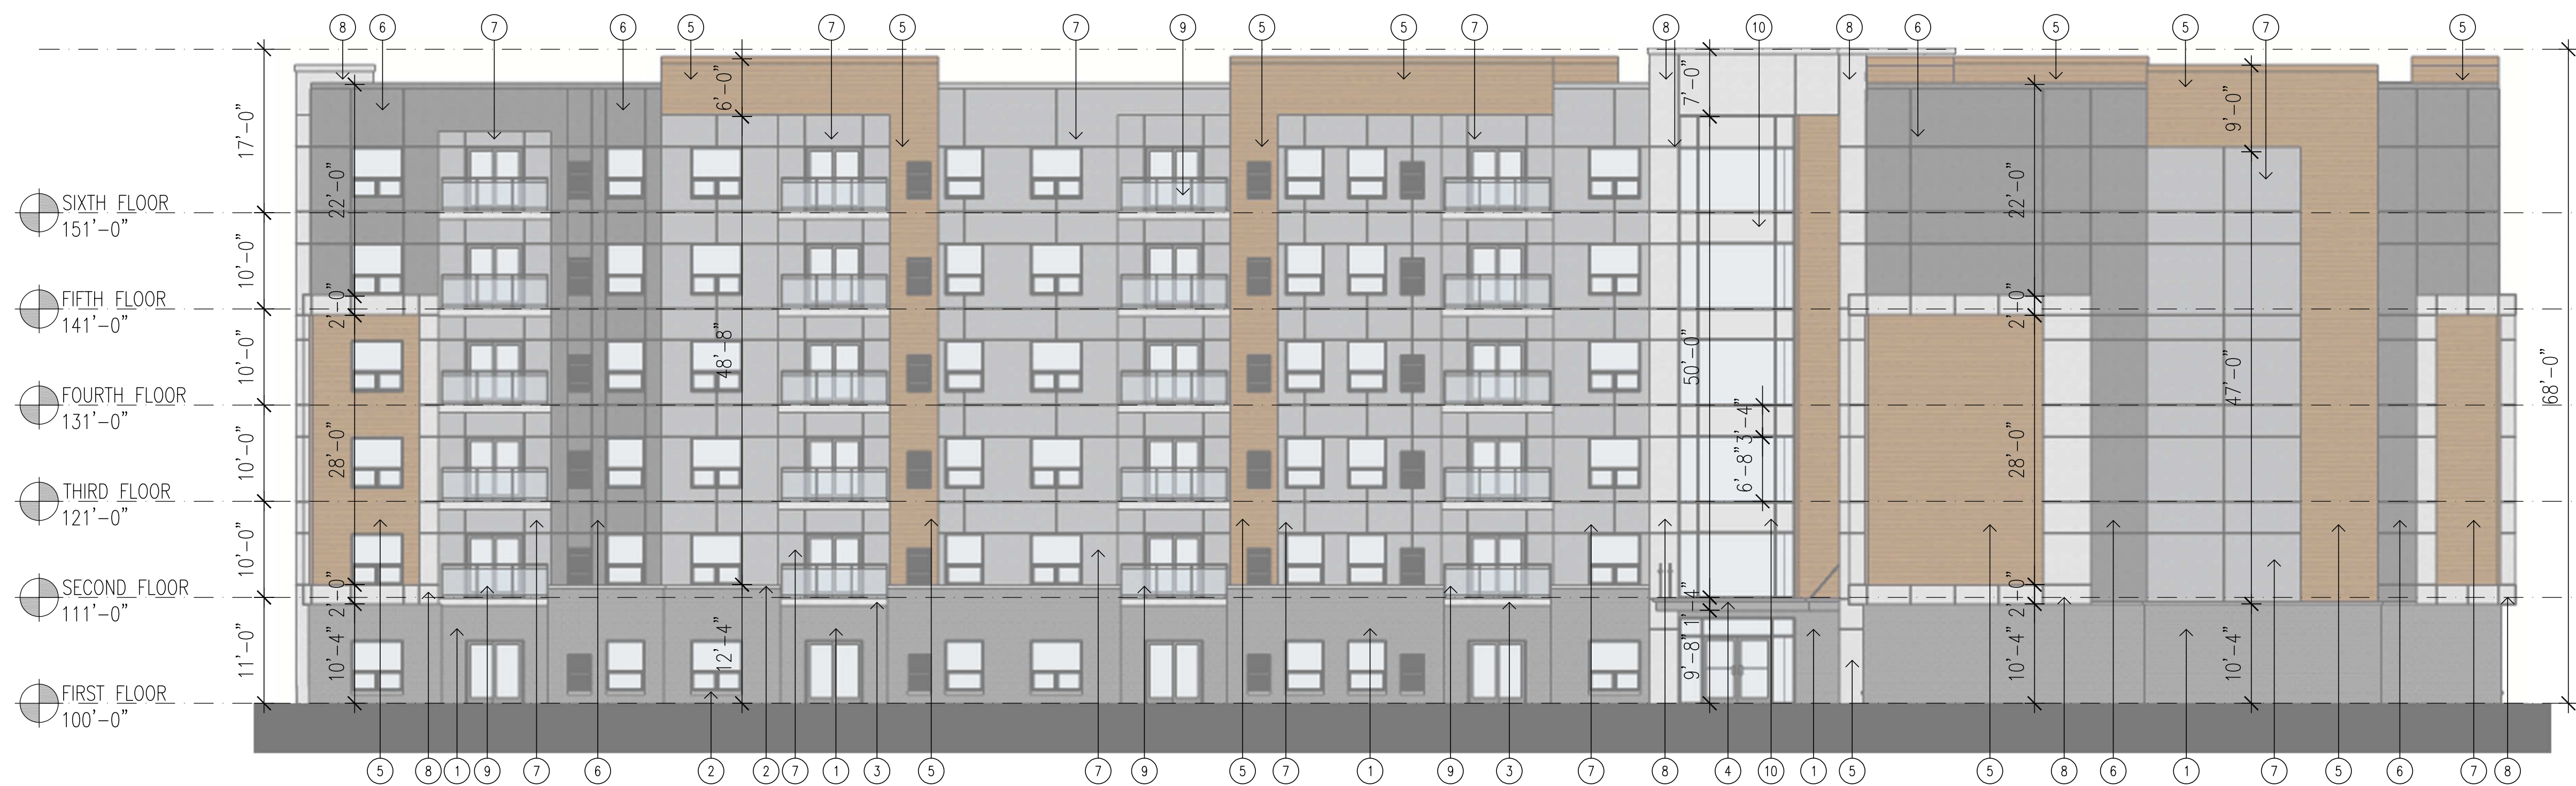 8 6 7 6 5 7 5 7 9 5 5 7 8 10 8 6 5 5 7 5
17'-0" 22'-0" 6'-0" 7'-0" 22'-0" 9'-0"
SIXTH FLOOR
151'-0"
10'-0" 2'-0" 2'-0"
FIFTH FLOOR
141'-0"
10'-0" 48'-8" 50'-0" 47'-0" 68'-0"
FOURTH FLOOR
131'-0"
10'-0" 28'-0" 3'-4" 6'-8" 28'-0"
THIRD FLOOR
121'-0"
10'-0" 2'-0" 1'-4" 2'-0"
SECOND FLOOR
111'-0"
11'-0" 10'-4" 12'-4" 9'-8" 10'-4" 10'-4"
FIRST FLOOR
100'-0"
5 8 1 9 7 6 2 2 7 1 3 5 7 9 5 7 1 9 3 7 8 4 10 1 5 5 8 6 1 7 5 6 7 8